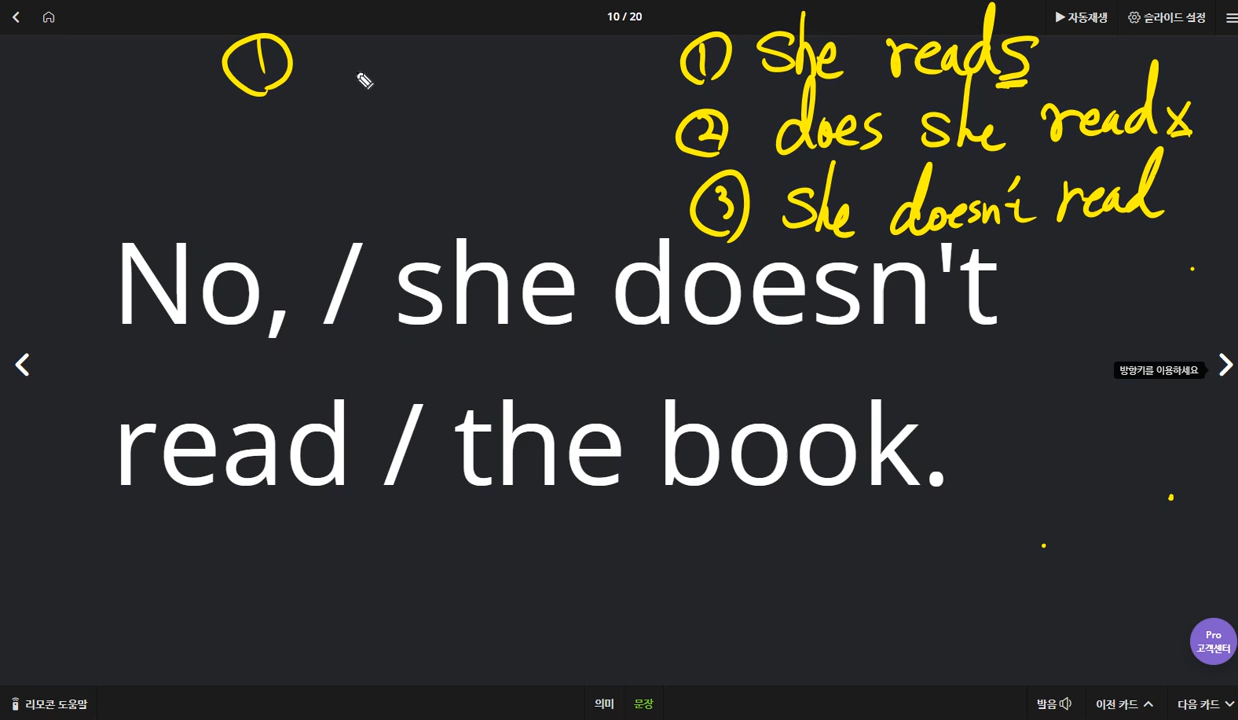 10 / 20
자동재생
슬라이드 설정
①
① She reads
② does she readx
③ She doesn't read
No, / she doesn't
read / the book.
방향키를 이용하세요
Pro
고객센터
리모콘 도움말
의미
문장
발음
이전 카드
다음 카드